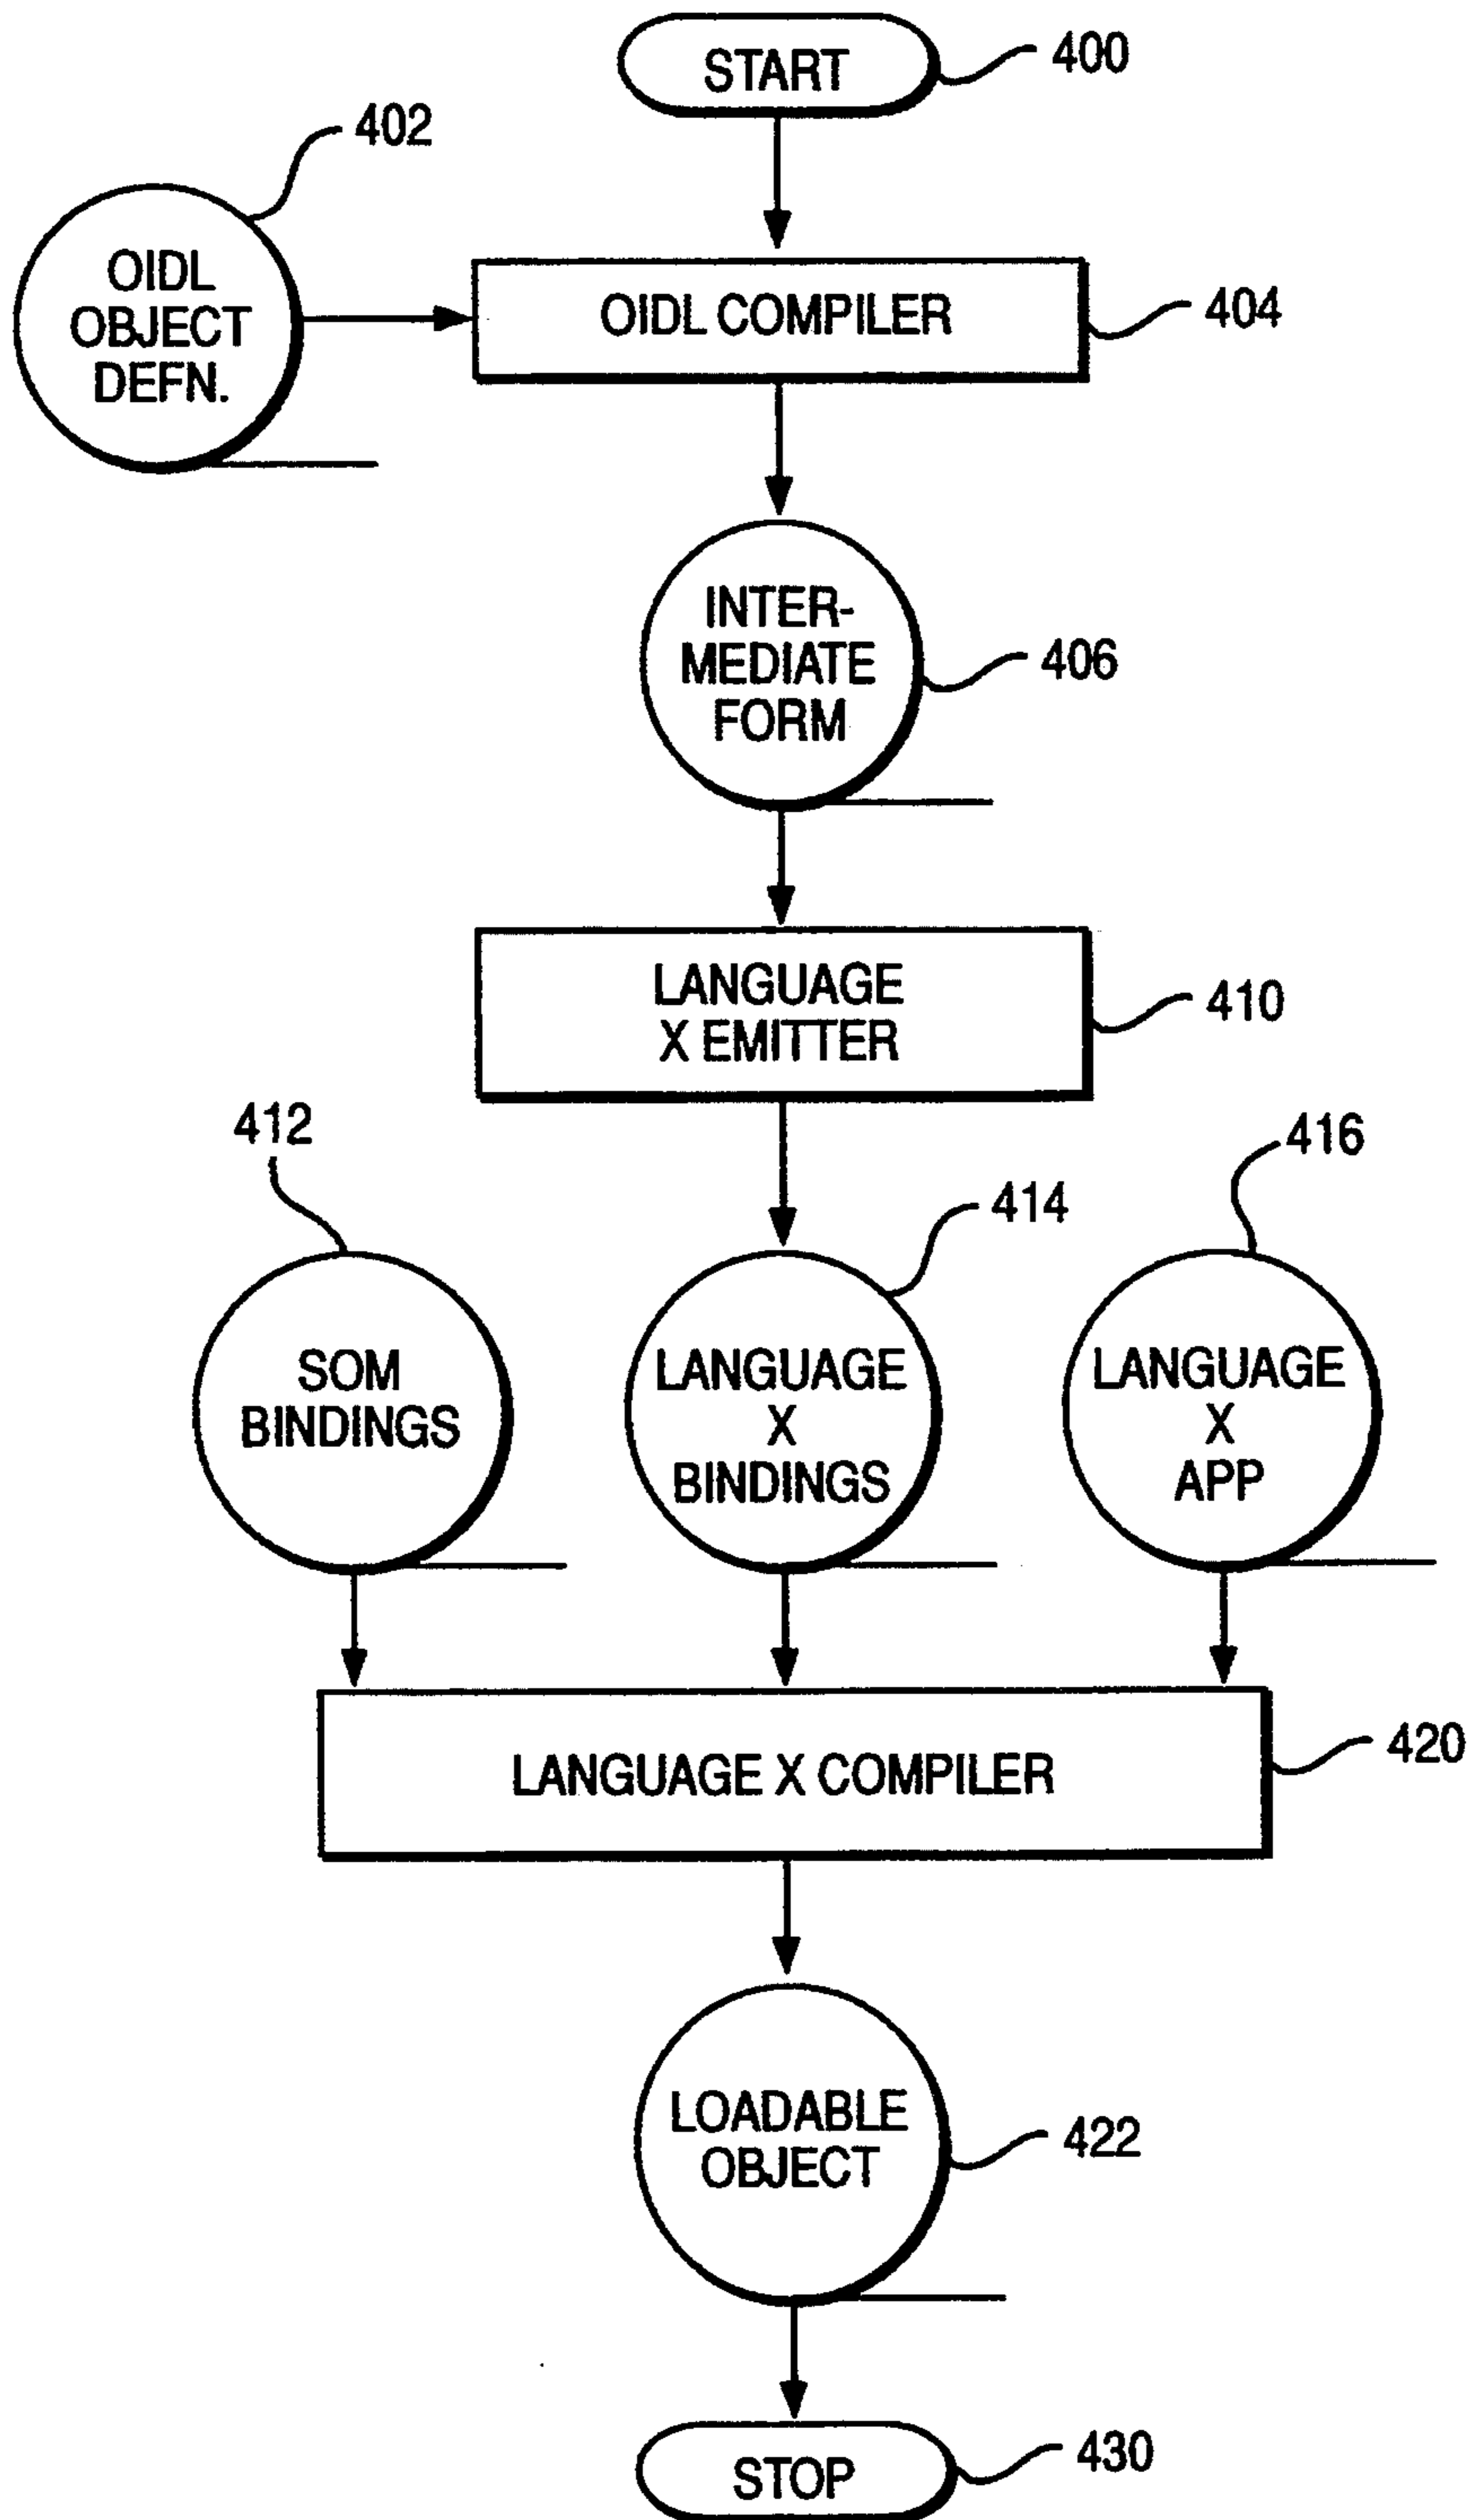 START
400
402
OIDL
OBJECT
DEFN.
OIDL COMPILER
404
INTER-
MEDIATE
FORM
406
LANGUAGE
X EMITTER
410
412
414
416
SOM
BINDINGS
LANGUAGE
X
BINDINGS
LANGUAGE
X
APP
LANGUAGE X COMPILER
420
LOADABLE
OBJECT
422
STOP
430